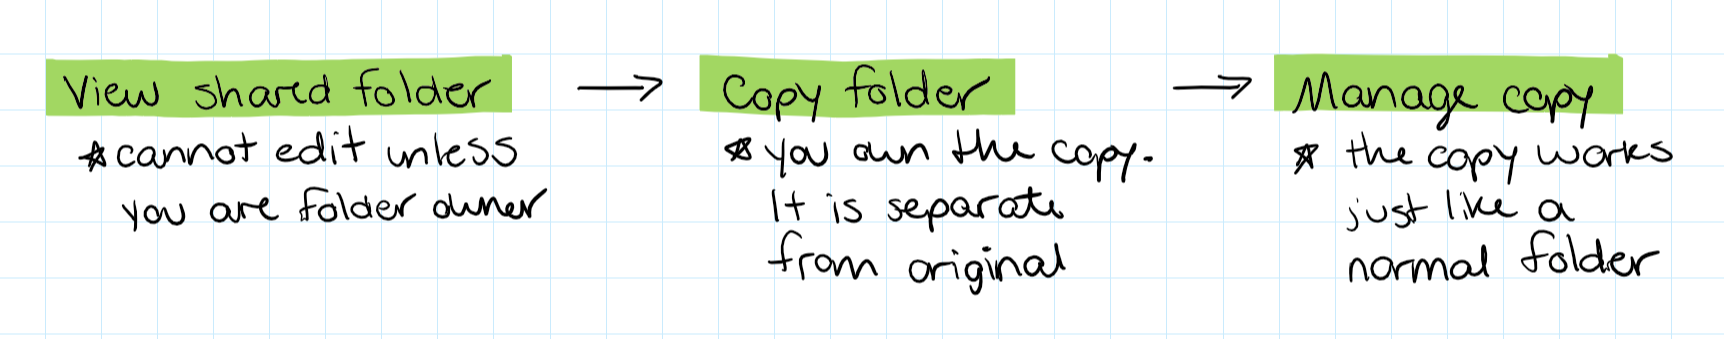 View shared folder → Copy folder → Manage copy
* cannot edit unless
you are folder owner
* you own the copy.
It is separate
from original
* the copy works
just like a
normal folder